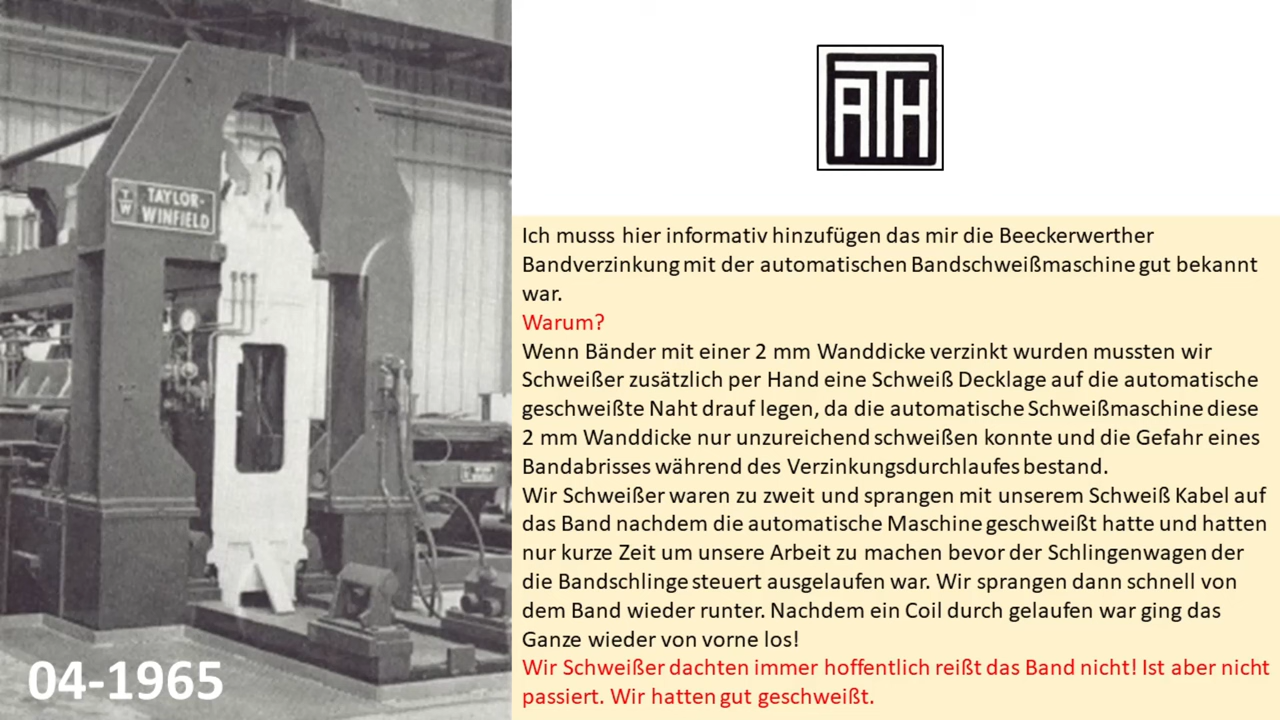 ATH
TW TAYLOR-
WINFIELD
Ich musss hier informativ hinzufügen das mir die Beeckerwerther
Bandverzinkung mit der automatischen Bandschweißmaschine gut bekannt
war.
Warum?
Wenn Bänder mit einer 2 mm Wanddicke verzinkt wurden mussten wir
Schweißer zusätzlich per Hand eine Schweiß Decklage auf die automatische
geschweißte Naht drauf legen, da die automatische Schweißmaschine diese
2 mm Wanddicke nur unzureichend schweißen konnte und die Gefahr eines
Bandabrisses während des Verzinkungsdurchlaufes bestand.
Wir Schweißer waren zu zweit und sprangen mit unserem Schweiß Kabel auf
das Band nachdem die automatische Maschine geschweißt hatte und hatten
nur kurze Zeit um unsere Arbeit zu machen bevor der Schlingenwagen der
die Bandschlinge steuert ausgelaufen war. Wir sprangen dann schnell von
dem Band wieder runter. Nachdem ein Coil durch gelaufen war ging das
Ganze wieder von vorne los!
Wir Schweißer dachten immer hoffentlich reißt das Band nicht! Ist aber nicht
passiert. Wir hatten gut geschweißt.
04-1965